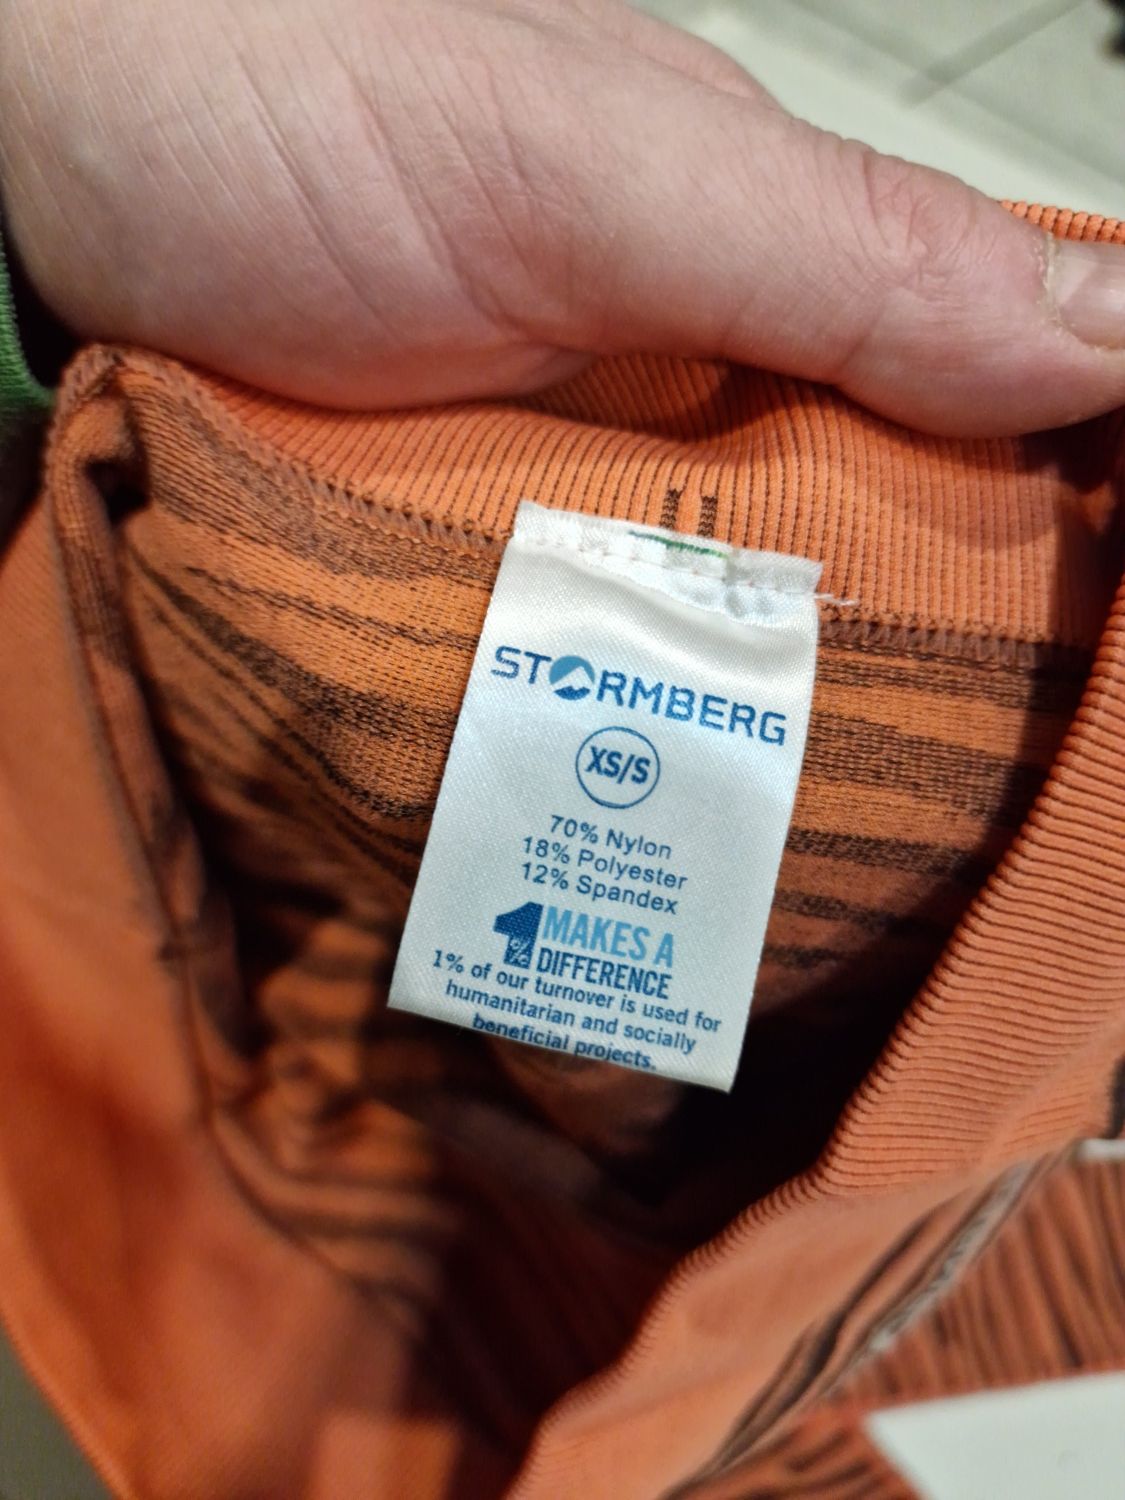 STORMBERG
XS/S
70% Nylon
18% Polyester
12% Spandex
1% MAKES A
DIFFERENCE
1% of our turnover is used for
humanitarian and socially
beneficial projects.